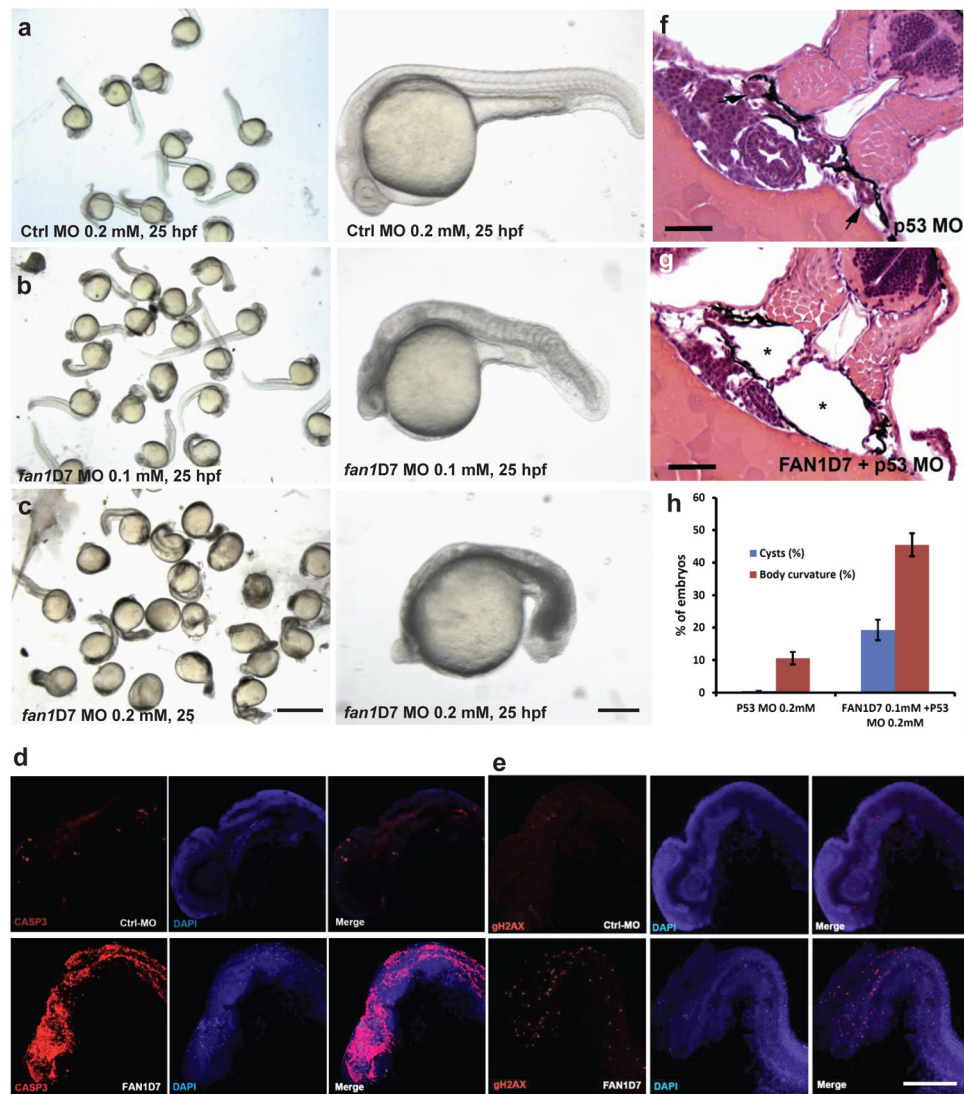 a
Ctrl MO 0.2 mM, 25 hpf
Ctrl MO 0.2 mM, 25 hpf
b
fan1D7 MO 0.1 mM, 25 hpf
fan1D7 MO 0.1 mM, 25 hpf
c
fan1D7 MO 0.2 mM, 25
fan1D7 MO 0.2 mM, 25 hpf
f
p53 MO
g
*
*
FAN1D7 + p53 MO
h
60
50
40
30
20
10
0
% of embryos
Cysts (%)
Body curvature (%)
P53 MO 0.2mM
FAN1D7 0.1mM +P53
MO 0.2mM
d
CASP3
Ctrl-MO
DAPI
Merge
CASP3
FAN1D7
DAPI
Merge
e
gH2AX
Ctrl-MO
DAPI
Merge
gH2AX
FAN1D7
DAPI
Merge